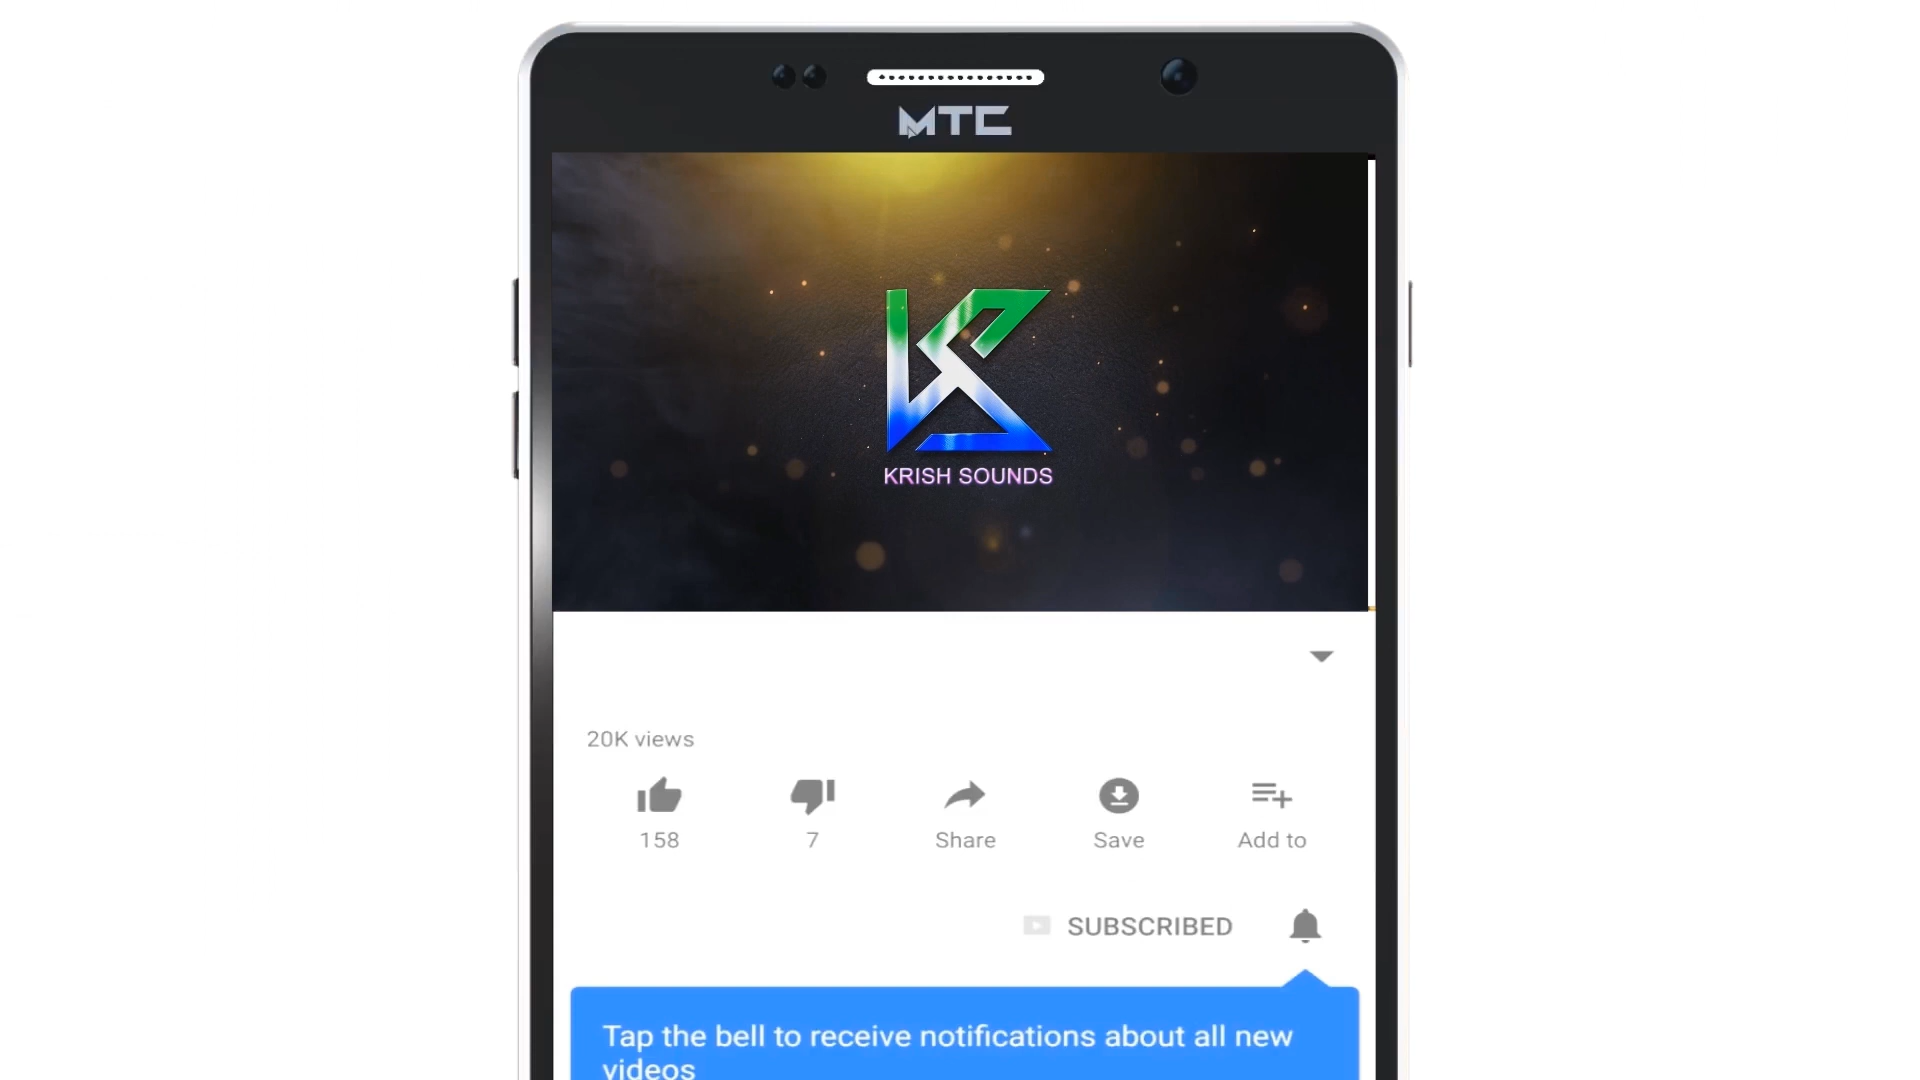 MTC
KRISH SOUNDS
20K views
158
7
Share
Save
Add to
SUBSCRIBED
Tap the bell to receive notifications about all new
videos